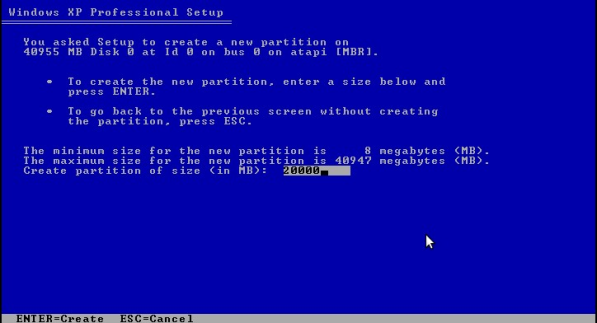 Windows XP Professional Setup
You asked Setup to create a new partition on
40955 MB Disk 0 at Id 0 on bus 0 on atapi [MBR].
• To create the new partition, enter a size below and
press ENTER.
• To go back to the previous screen without creating
the partition, press ESC.
The minimum size for the new partition is 8 megabytes (MB).
The maximum size for the new partition is 40947 megabytes (MB).
Create partition of size (in MB): 20000_
ENTER=Create ESC=Cancel